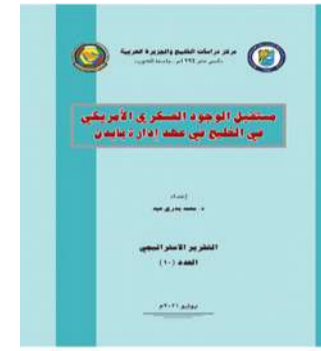 مركز دراسات الخليج والجزيرة العربية
مستقبل الوجود العسكري الأمريكي
في الخليج في عهد إدارة بايدن
إعداد
د. محمد بدري عيد
التقرير الاستراتيجي
العدد (١٠)
يوليو ٢٠٢١م